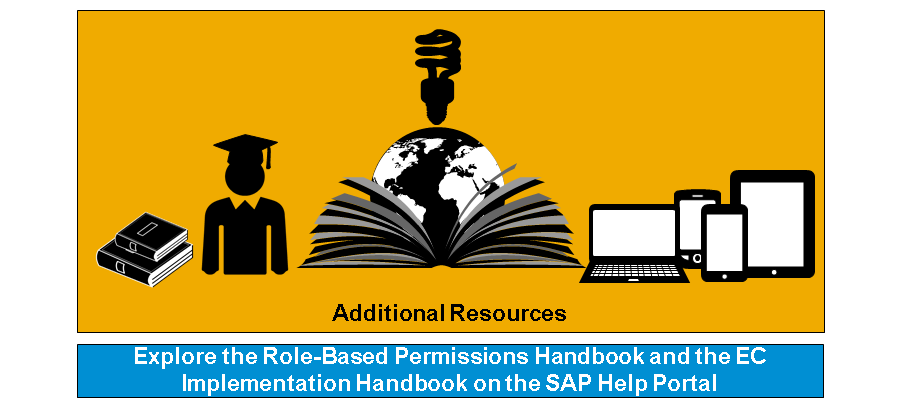 Additional Resources
Explore the Role-Based Permissions Handbook and the EC
Implementation Handbook on the SAP Help Portal